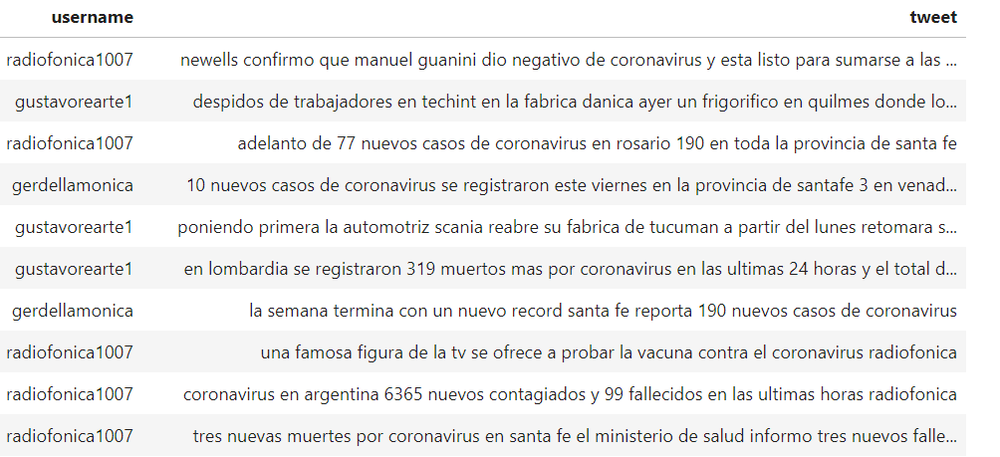 username tweet
radiofonica1007 newells confirmo que manuel guanini dio negativo de coronavirus y esta listo para sumarse a las ...
gustavorearte1 despidos de trabajadores en techint en la fabrica danica ayer un frigorifico en quilmes donde lo...
radiofonica1007 adelanto de 77 nuevos casos de coronavirus en rosario 190 en toda la provincia de santa fe
gerdellamonica 10 nuevos casos de coronavirus se registraron este viernes en la provincia de santafe 3 en venad...
gustavorearte1 poniendo primera la automotriz scania reabre su fabrica de tucuman a partir del lunes retomara s...
gustavorearte1 en lombardia se registraron 319 muertos mas por coronavirus en las ultimas 24 horas y el total d...
gerdellamonica la semana termina con un nuevo record santa fe reporta 190 nuevos casos de coronavirus
radiofonica1007 una famosa figura de la tv se ofrece a probar la vacuna contra el coronavirus radiofonica
radiofonica1007 coronavirus en argentina 6365 nuevos contagiados y 99 fallecidos en las ultimas horas radiofonica
radiofonica1007 tres nuevas muertes por coronavirus en santa fe el ministerio de salud informo tres nuevos falle...